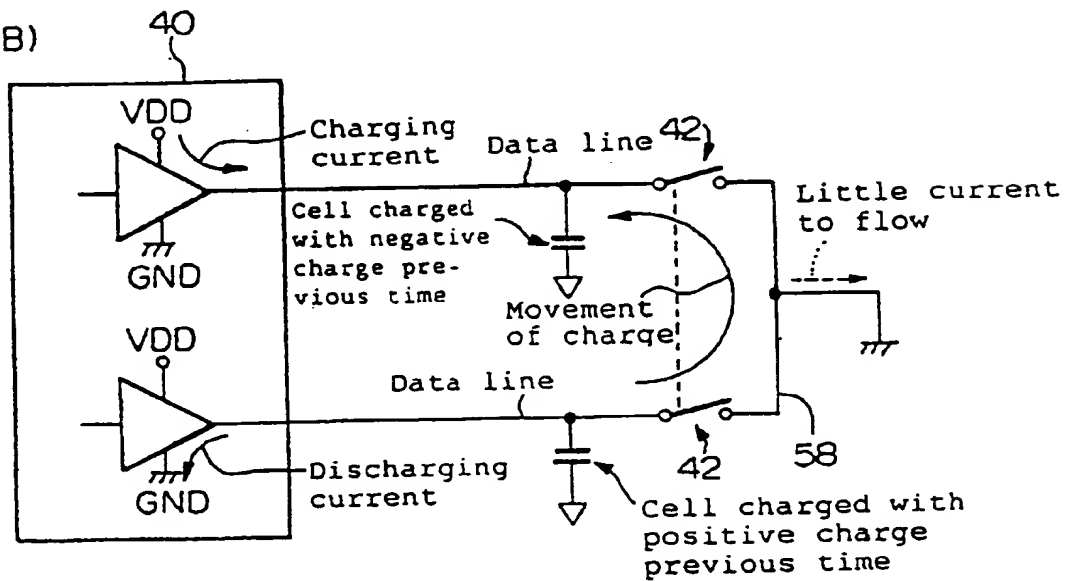 B)
40
VDD
Charging
current
Data line
42
Little current
to flow
GND
Cell charged
with negative
charge pre-
vious time
Movement
of charge
VDD
Data line
GND
Discharging
current
42
58
Cell charged with
positive charge
previous time